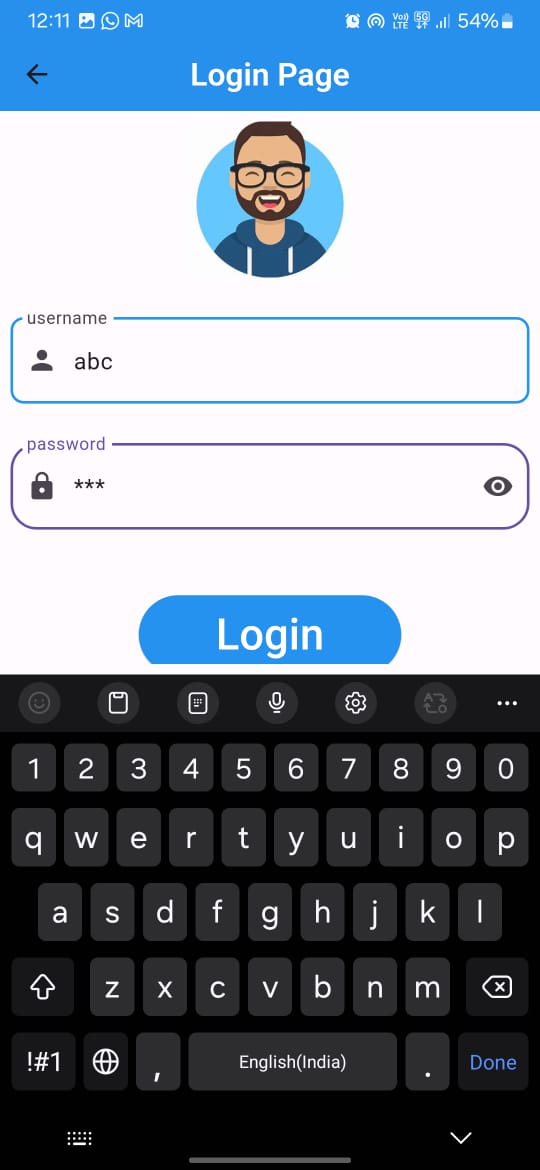 12:11 Vo)) LTE 5G 54%
Login Page
username
abc
password
***
Login
1 2 3 4 5 6 7 8 9 0
q w e r t y u i o p
a s d f g h j k l
z x c v b n m
!#1 , English(India) . Done